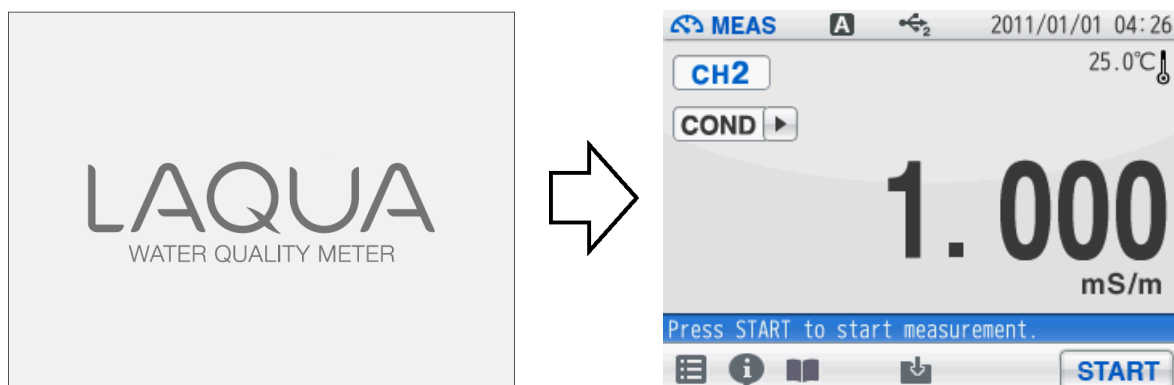 LAQUA
WATER QUALITY METER
MEAS A 2 2011/01/01 04:26
CH2 25.0℃
COND
1.000
mS/m
Press START to start measurement.
START